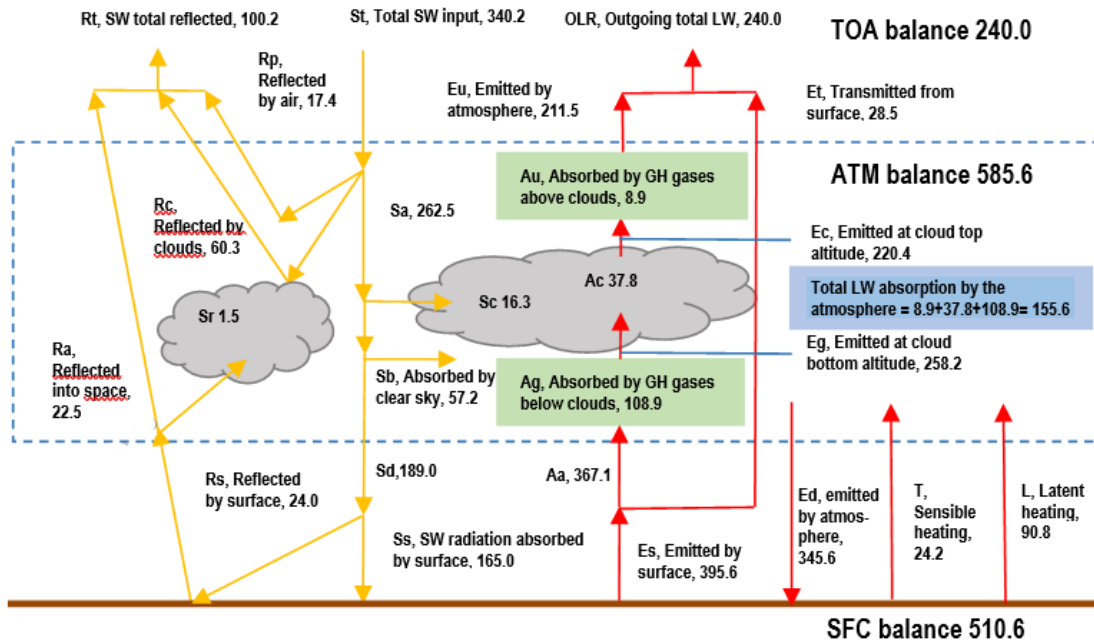 Rt, SW total reflected, 100.2
St, Total SW input, 340.2
OLR, Outgoing total LW, 240.0
TOA balance 240.0
Rp,
Reflected
by air, 17.4
Eu, Emitted by
atmosphere, 211.5
Et, Transmitted from
surface, 28.5
Rc,
Reflected by
clouds, 60.3
Sa, 262.5
Au, Absorbed by GH gases
above clouds, 8.9
ATM balance 585.6
Ec, Emitted at cloud top
altitude, 220.4
Sr 1.5
Sc 16.3
Ac 37.8
Total LW absorption by the
atmosphere = 8.9+37.8+108.9= 155.6
Ra,
Reflected
into space,
22.5
Sb, Absorbed by
clear sky, 57.2
Ag, Absorbed by GH gases
below clouds, 108.9
Eg, Emitted at cloud
bottom altitude, 258.2
Rs, Reflected
by surface, 24.0
Sd,189.0
Aa, 367.1
Ss, SW radiation absorbed
by surface, 165.0
Es, Emitted by
surface, 395.6
Ed, emitted
by atmos-
phere,
345.6
T,
Sensible
heating,
24.2
L, Latent
heating,
90.8
SFC balance 510.6